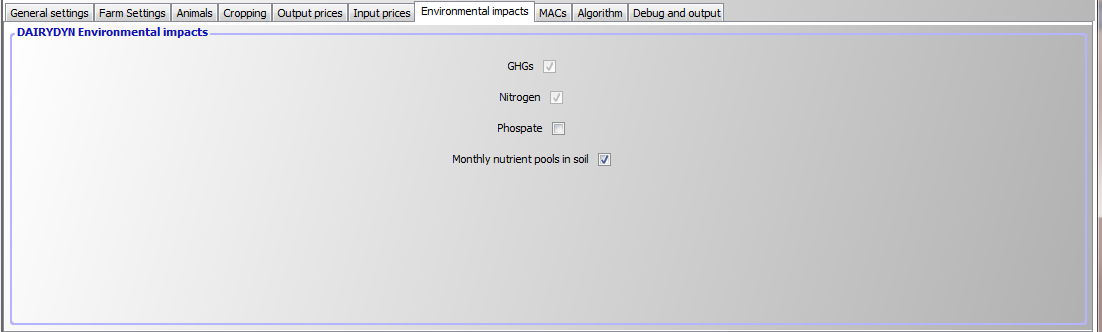 General settings Farm Settings Animals Cropping Output prices Input prices Environmental impacts MACs Algorithm Debug and output
DAIRYDYN Environmental impacts
GHGs
Nitrogen
Phospate
Monthly nutrient pools in soil